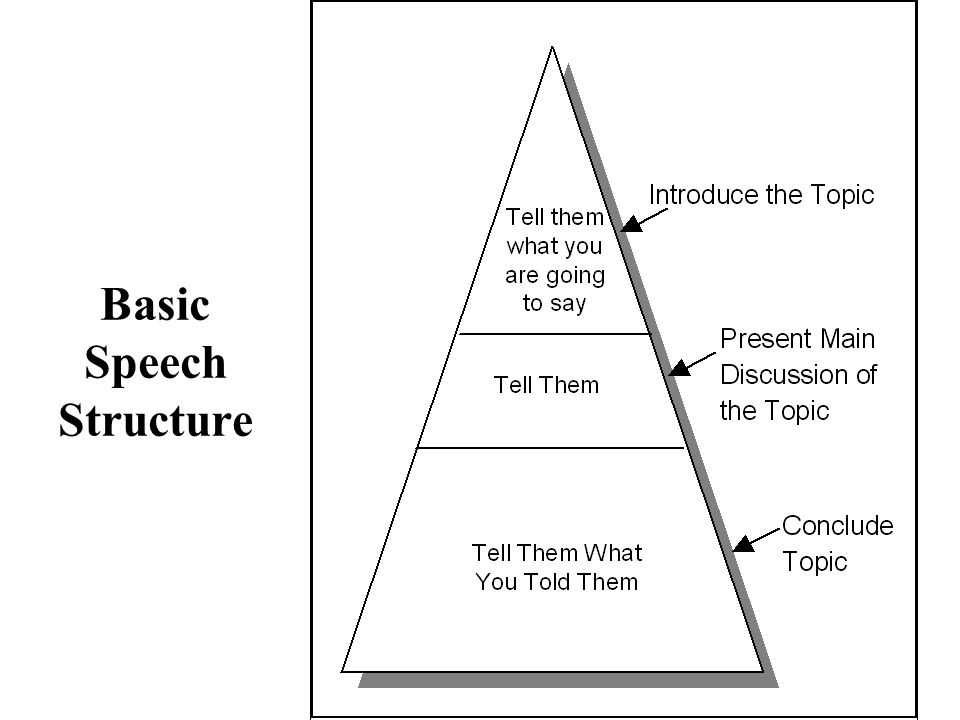 Basic
Speech
Structure
Tell them
what you
are going
to say
Introduce the Topic
Tell Them
Present Main
Discussion of
the Topic
Tell Them What
You Told Them
Conclude
Topic